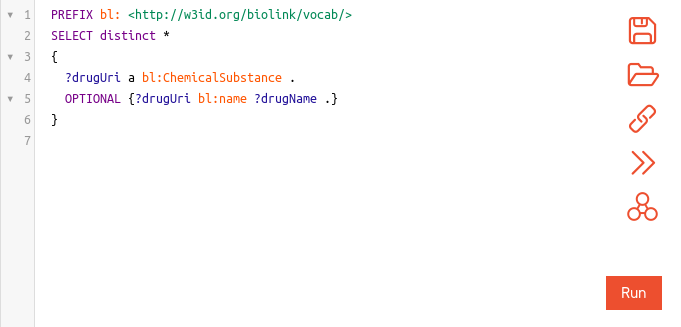 1 PREFIX bl: <http://w3id.org/biolink/vocab/>
2 SELECT distinct *
3 {
4   ?drugUri a bl:ChemicalSubstance .
5   OPTIONAL {?drugUri bl:name ?drugName .}
6 }
7
Run